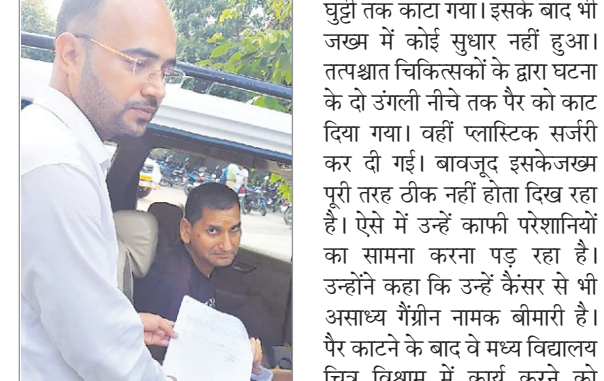 घुट्टी तक काटा गया। इसके बाद भी
जख्म में कोई सुधार नहीं हुआ।
तत्पश्चात चिकित्सकों के द्वारा घटना
के दो उंगली नीचे तक पैर को काट
दिया गया। वहीं प्लास्टिक सर्जरी
कर दी गई। बावजूद इसकेजख्म
पूरी तरह ठीक नहीं होता दिख रहा
है। ऐसे में उन्हें काफी परेशानियों
का सामना करना पड़ रहा है।
उन्होंने कहा कि उन्हें कैंसर से भी
असाध्य गैंग्रीन नामक बीमारी है।
पैर काटने के बाद वे मध्य विद्यालय
चित्र विश्राम में कार्य करने को